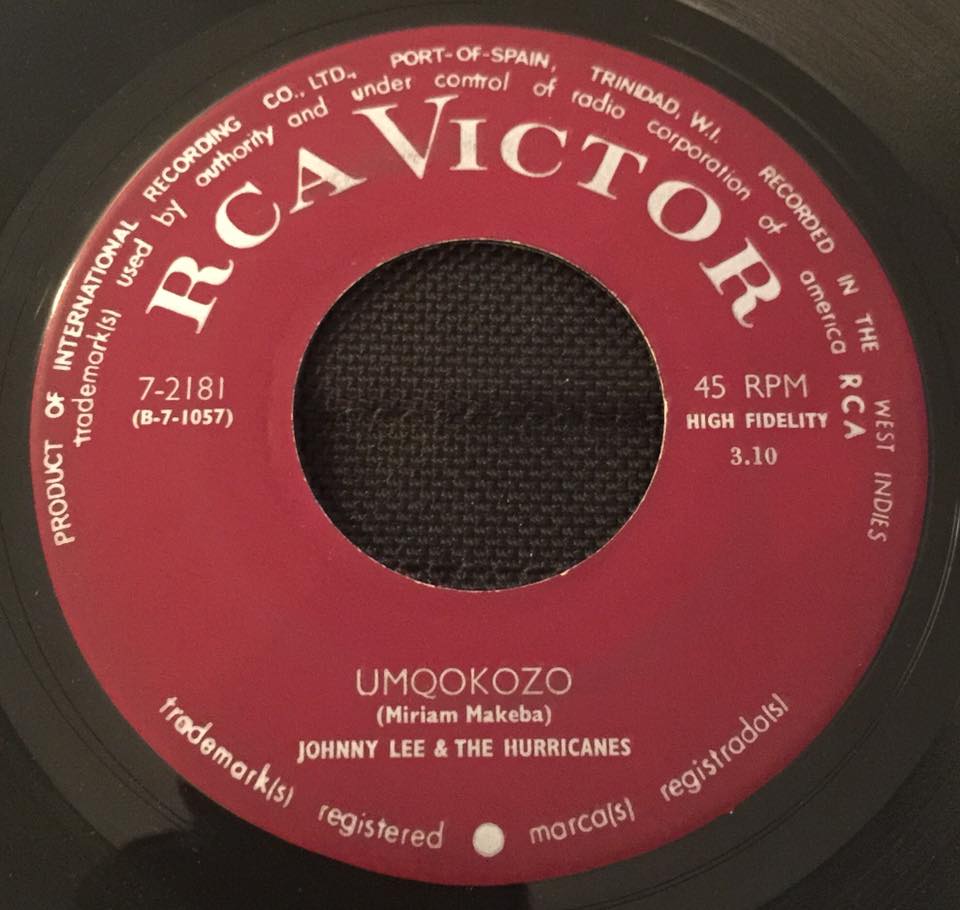 PRODUCT OF INTERNATIONAL RECORDING CO., LTD., PORT-OF-SPAIN, TRINIDAD, W.I. RECORDED IN THE WEST INDIES
trademark(s) used by authority and under control of radio corporation of america RCA
RCA VICTOR
7-2181
(B-7-1057)
45 RPM
HIGH FIDELITY
3.10
UMQOKOZO
(Miriam Makeba)
JOHNNY LEE & THE HURRICANES
trademark(s) registered marca(s) registrada(s)